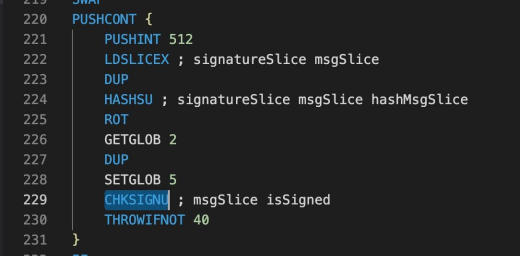 SWAP
220 PUSHCONT {
221 PUSHINT 512
222 LDSLICEX ; signatureSlice msgSlice
223 DUP
224 HASHSU ; signatureSlice msgSlice hashMsgSlice
225 ROT
226 GETGLOB 2
227 DUP
228 SETGLOB 5
229 CHKSIGNU ; msgSlice isSigned
230 THROWIFNOT 40
231 }